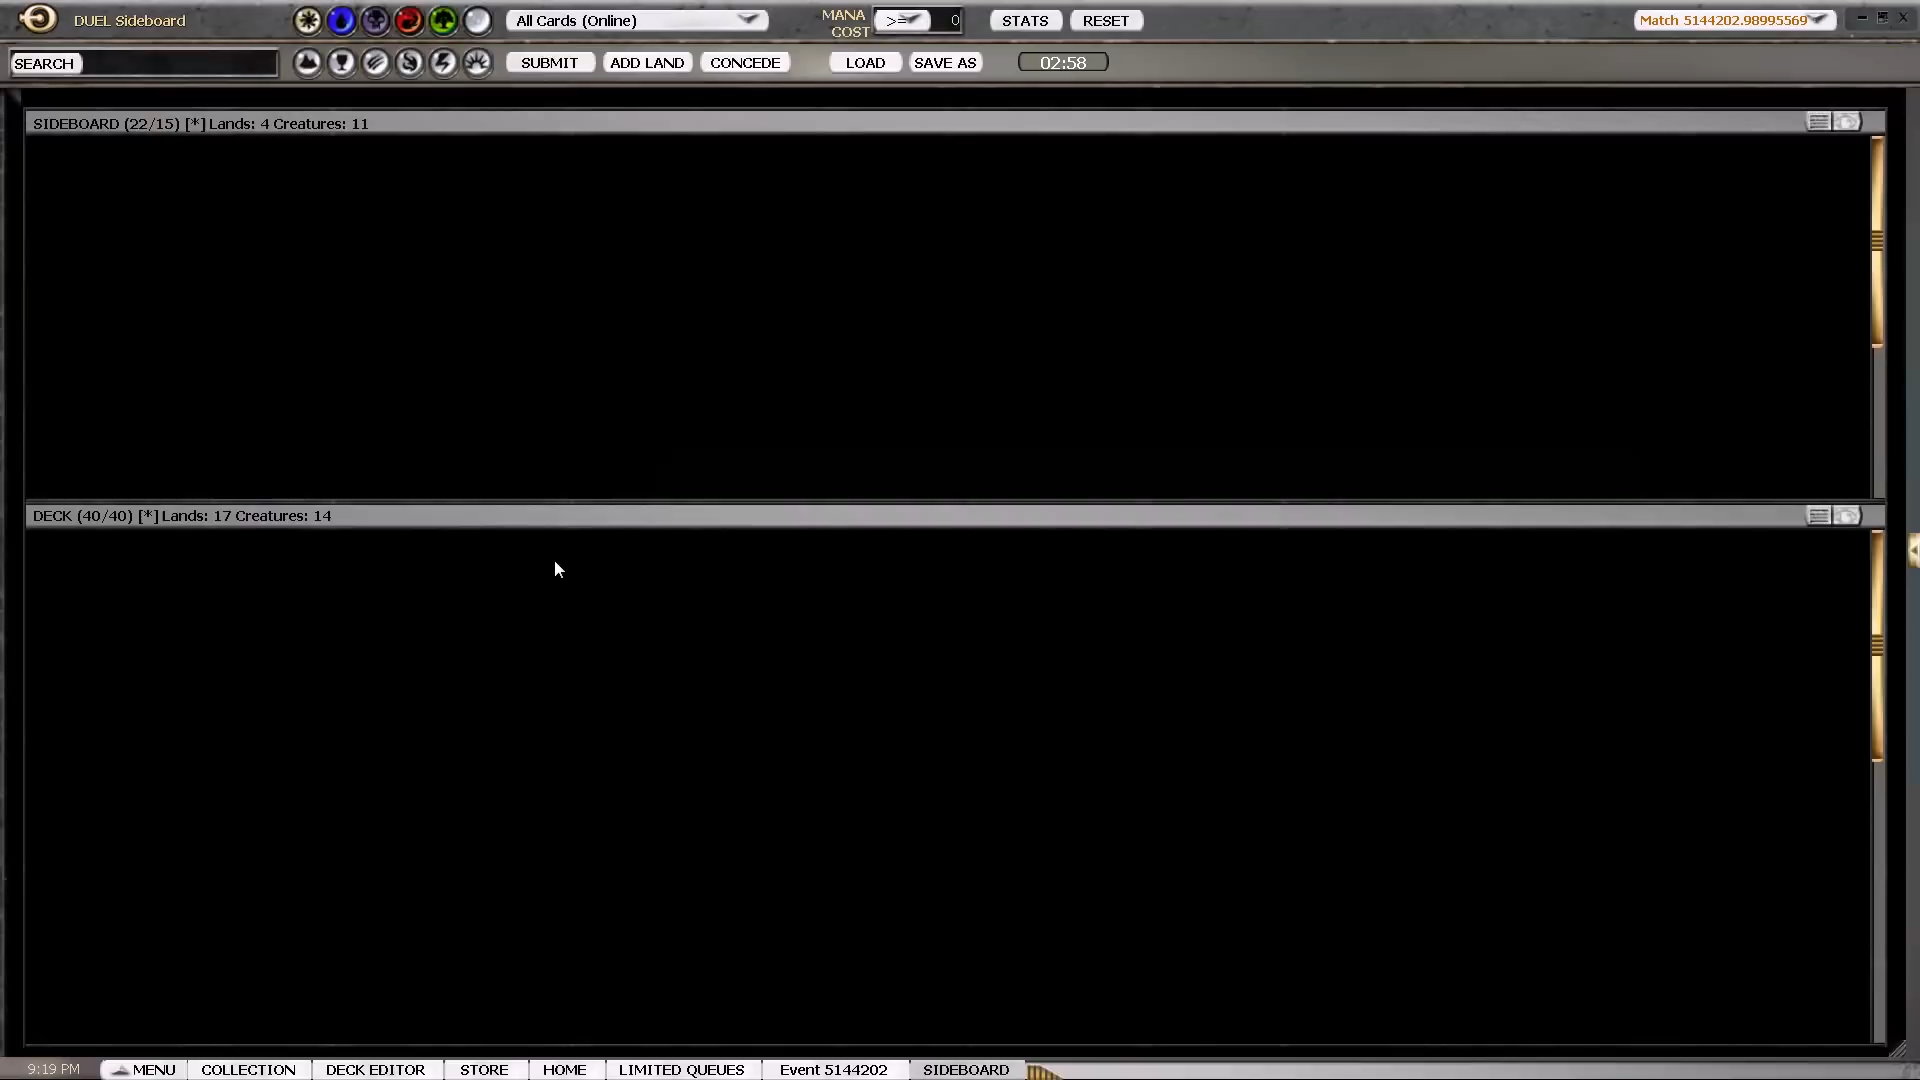 DUEL Sideboard
All Cards (Online)
MANA COST
>=
0
STATS
RESET
Match 5144202.98995569
SEARCH
SUBMIT
ADD LAND
CONCEDE
LOAD
SAVE AS
02:58
SIDEBOARD (22/15) [*] Lands: 4 Creatures: 11
DECK (40/40) [*] Lands: 17 Creatures: 14
9:19 PM
MENU
COLLECTION
DECK EDITOR
STORE
HOME
LIMITED QUEUES
Event 5144202
SIDEBOARD